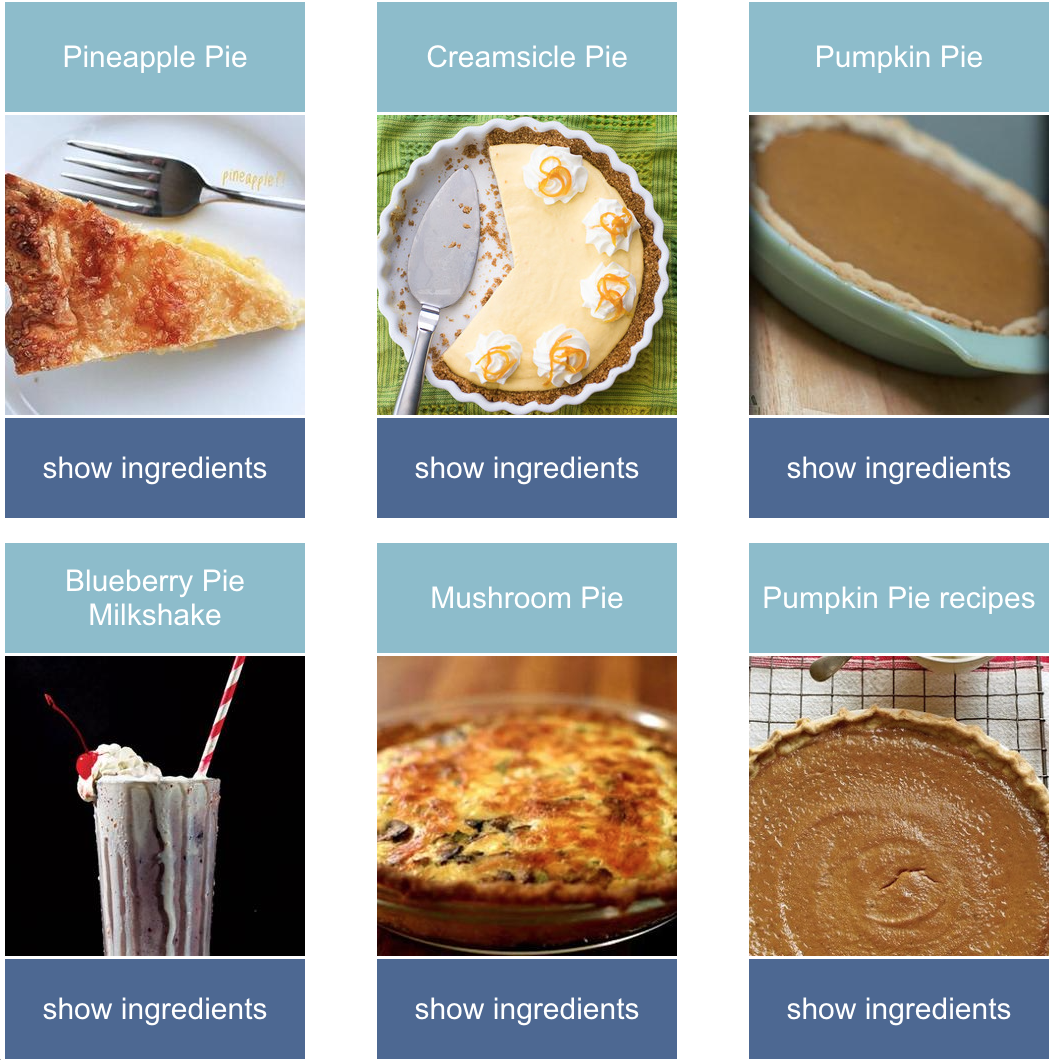 Pineapple Pie
Creamsicle Pie
Pumpkin Pie
show ingredients
show ingredients
show ingredients
Blueberry Pie
Milkshake
Mushroom Pie
Pumpkin Pie recipes
show ingredients
show ingredients
show ingredients